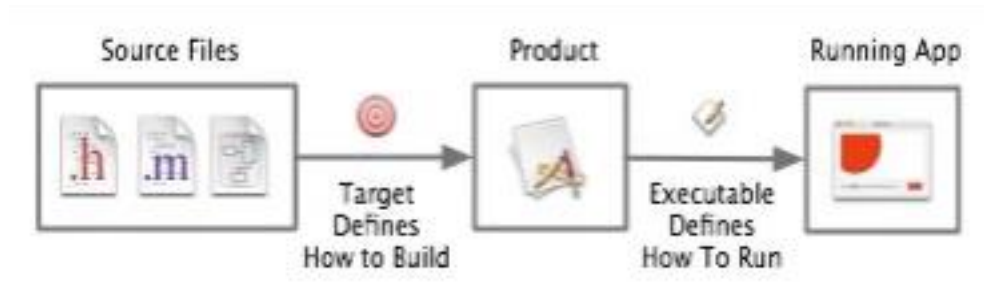 Source Files
Product
Running App
.h
.m
Target
Defines
How to Build
Executable
Defines
How To Run